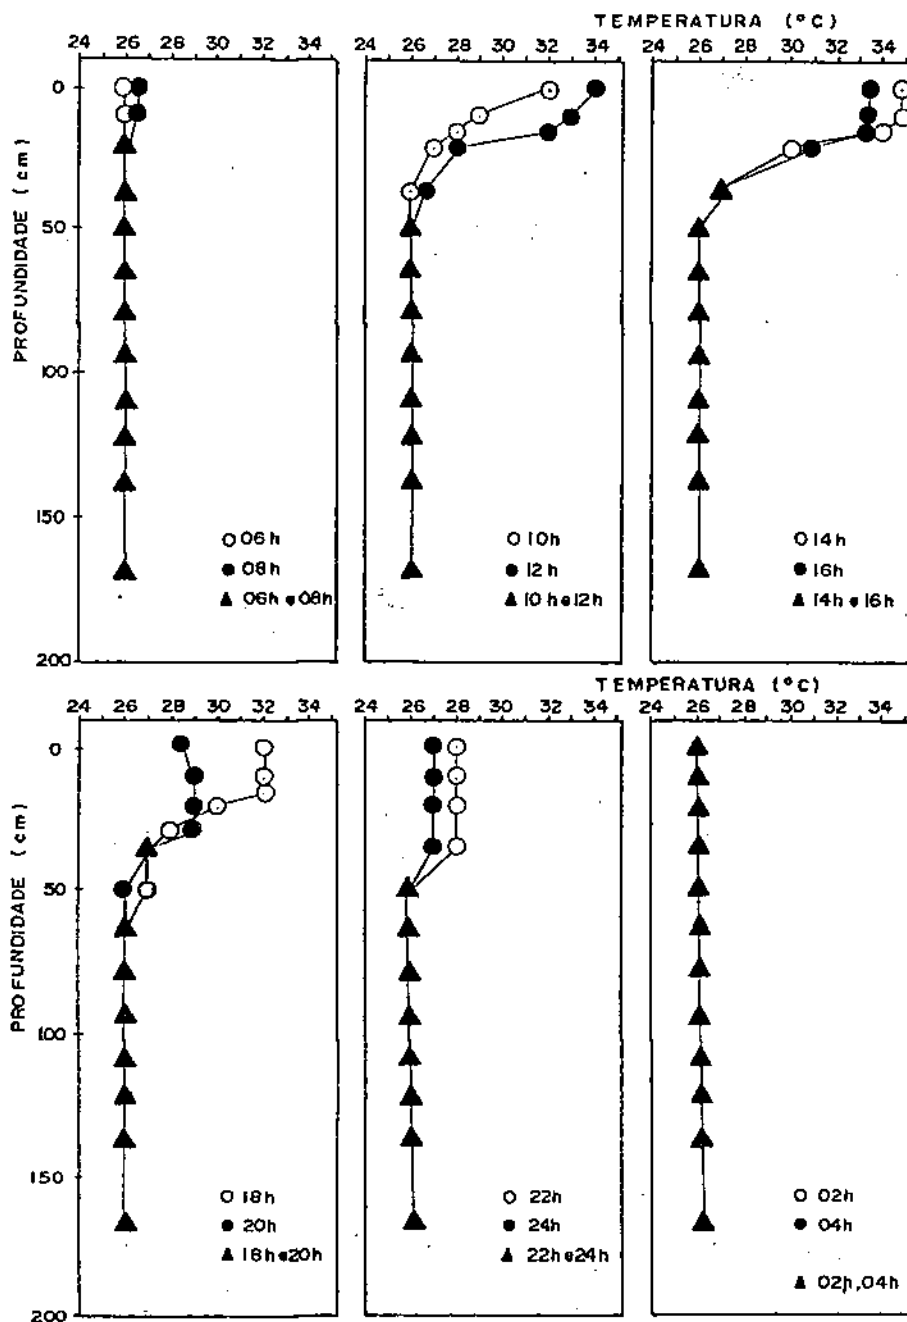 TEMPERATURA (°C)
24 26 28 30 32 34
24 26 28 30 32 34
24 26 30 34
0
50
100
150
200
PROFUNDIDADE (cm)
06h
08h
06h e 08h
10h
12h
10h e 12h
14h
16h
14h e 16h
TEMPERATURA (°C)
24 26 28 30 32 34
24 26 28 30 32 34
24 26 28 30 32 34
0
50
100
150
200
PROFUNDIDADE (cm)
18h
20h
18h e 20h
22h
24h
22h e 24h
02h
04h
02h, 04h